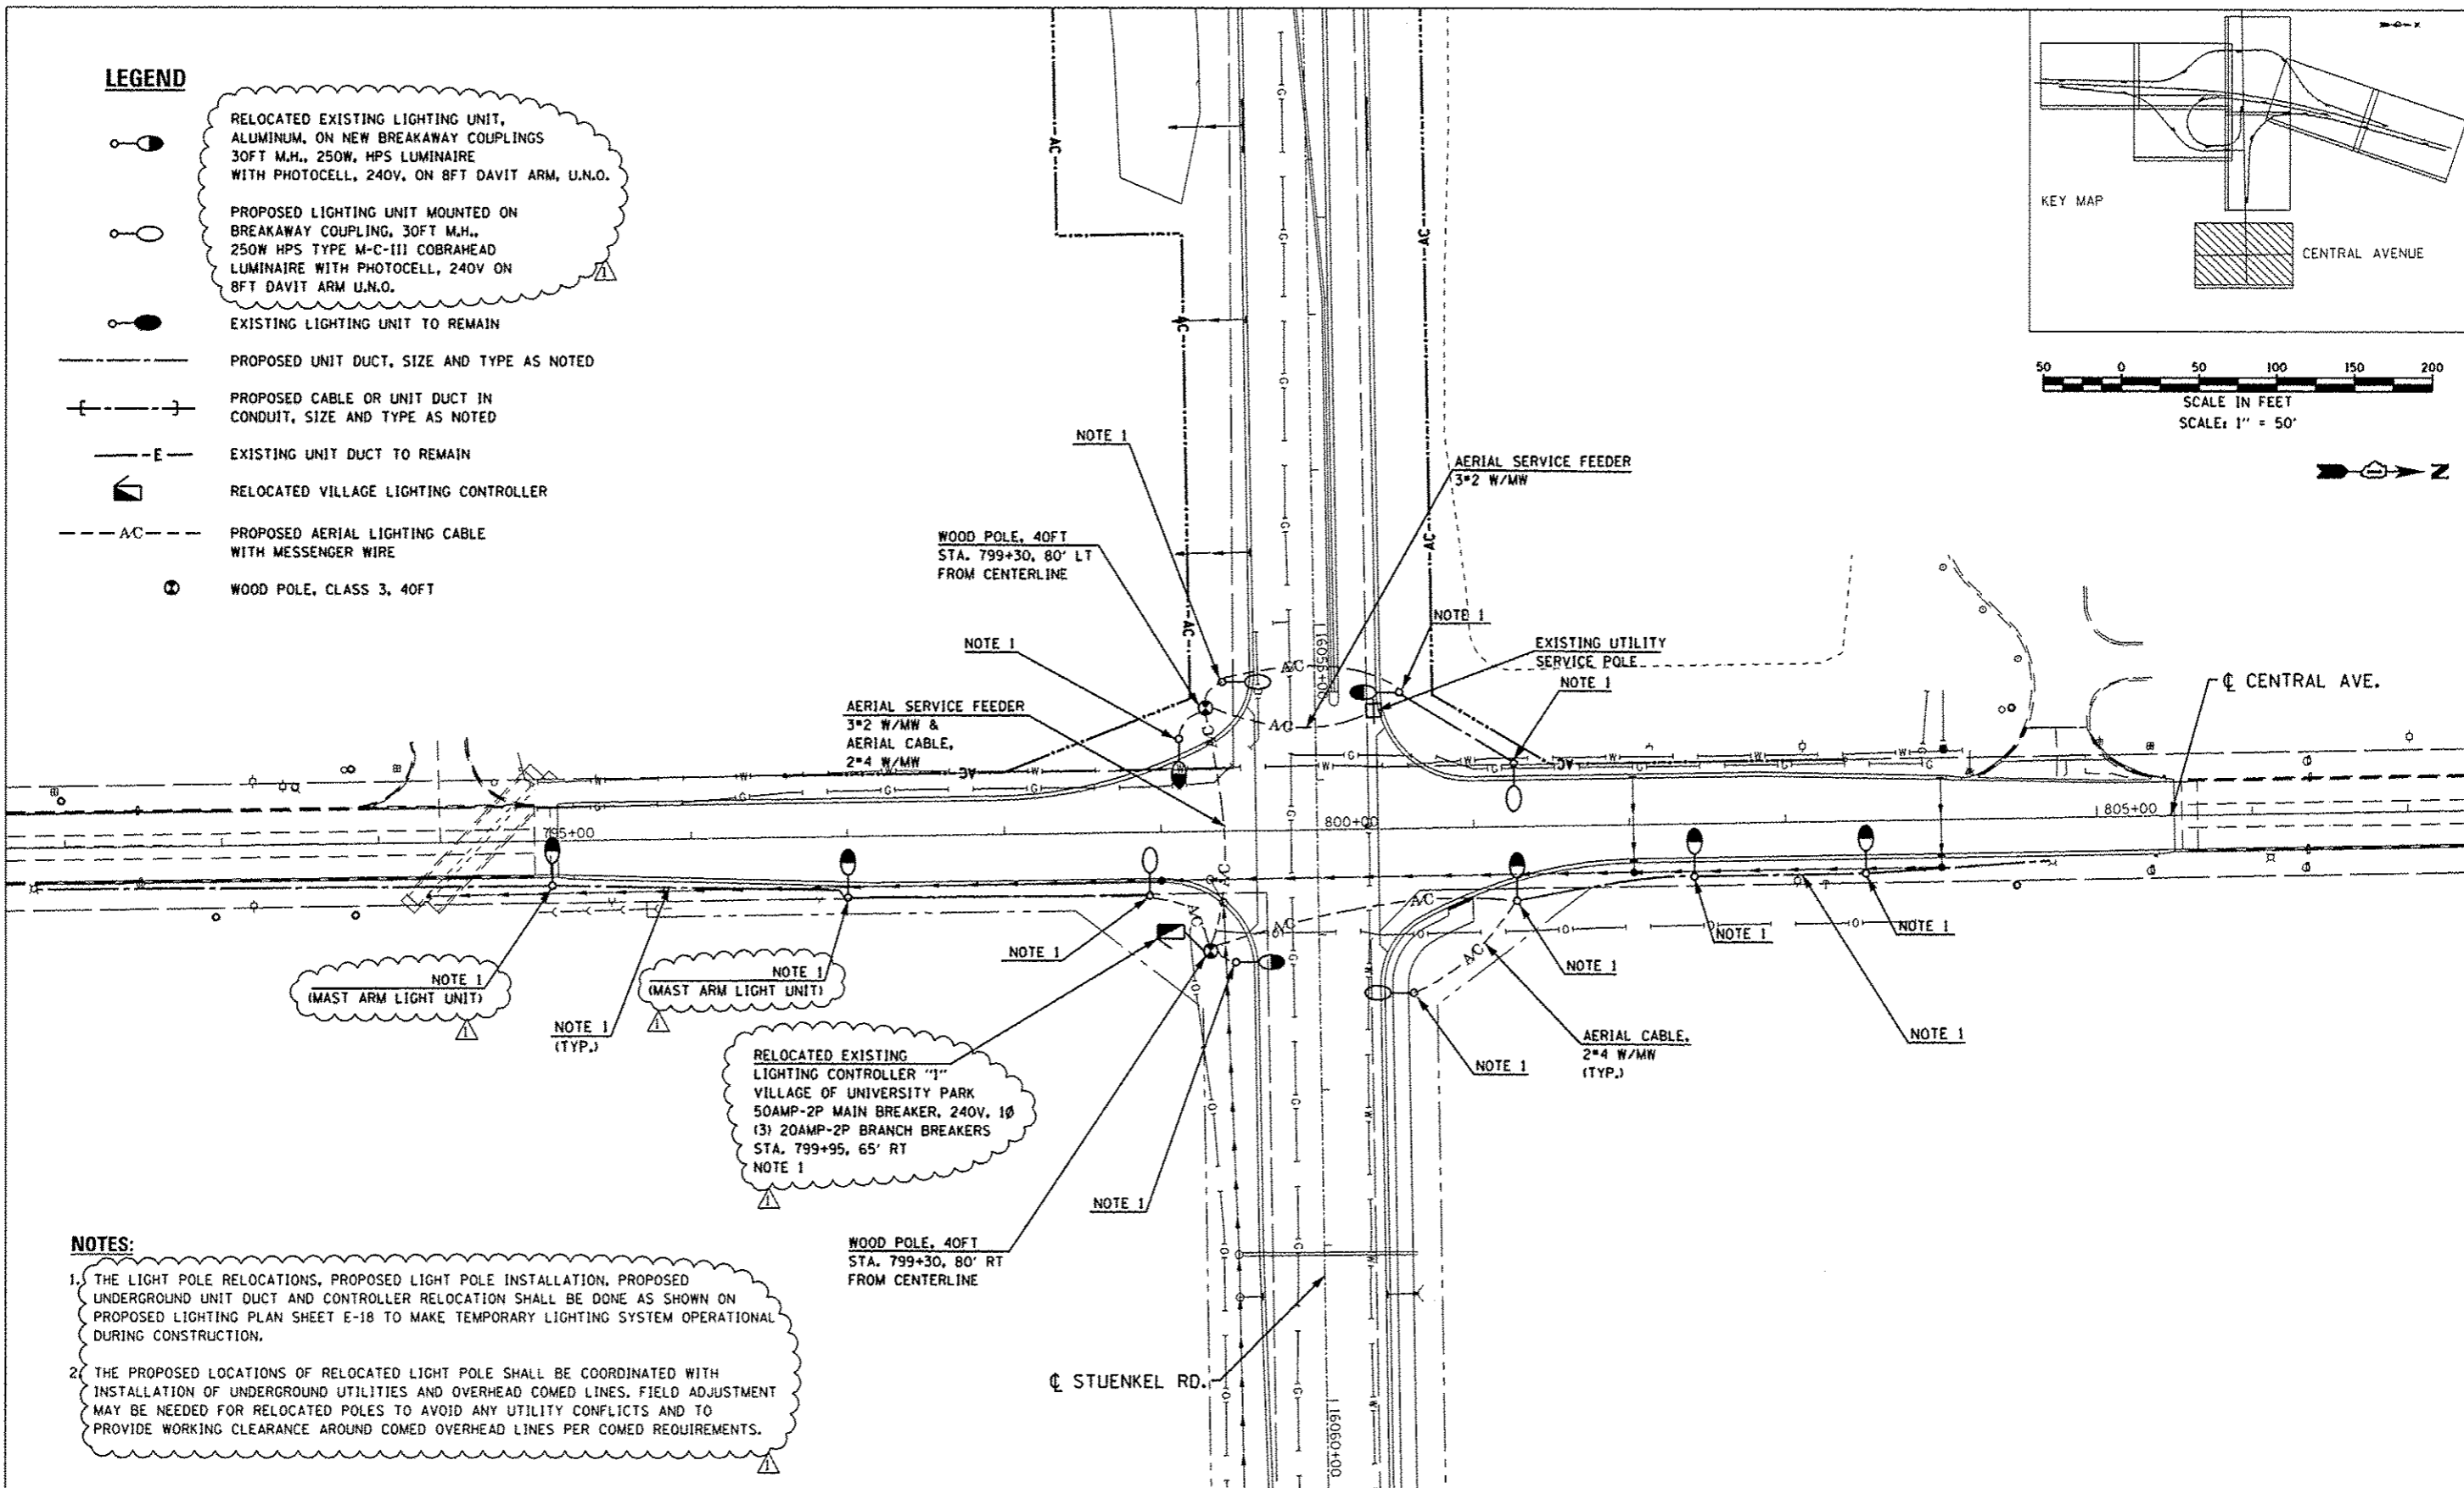 LEGEND
RELOCATED EXISTING LIGHTING UNIT,
ALUMINUM, ON NEW BREAKAWAY COUPLINGS
30FT M.H., 250W, HPS LUMINAIRE
WITH PHOTOCELL, 240V, ON 8FT DAVIT ARM, U.N.O.
PROPOSED LIGHTING UNIT MOUNTED ON
BREAKAWAY COUPLING, 30FT M.H.,
250W HPS TYPE M-C-III COBRAHEAD
LUMINAIRE WITH PHOTOCELL, 240V ON
8FT DAVIT ARM U.N.O.
1
EXISTING LIGHTING UNIT TO REMAIN
PROPOSED UNIT DUCT, SIZE AND TYPE AS NOTED
PROPOSED CABLE OR UNIT DUCT IN
CONDUIT, SIZE AND TYPE AS NOTED
E
EXISTING UNIT DUCT TO REMAIN
RELOCATED VILLAGE LIGHTING CONTROLLER
A/C
PROPOSED AERIAL LIGHTING CABLE
WITH MESSENGER WIRE
WOOD POLE, CLASS 3, 40FT
KEY MAP
CENTRAL AVENUE
50 0 50 100 150 200
SCALE IN FEET
SCALE: 1" = 50'
N
NOTE 1
AERIAL SERVICE FEEDER
3#2 W/MW
WOOD POLE, 40FT
STA. 799+30, 80' LT
FROM CENTERLINE
NOTE 1
NOTE 1
EXISTING UTILITY
SERVICE POLE
NOTE 1
AERIAL SERVICE FEEDER
3#2 W/MW &
AERIAL CABLE,
2#4 W/MW
℄ CENTRAL AVE.
795+00
800+00
805+00
NOTE 1
(MAST ARM LIGHT UNIT)
1
NOTE 1
(TYP.)
NOTE 1
(MAST ARM LIGHT UNIT)
1
NOTE 1
NOTE 1
NOTE 1
NOTE 1
NOTE 1
NOTE 1
AERIAL CABLE,
2#4 W/MW
(TYP.)
RELOCATED EXISTING
LIGHTING CONTROLLER "1"
VILLAGE OF UNIVERSITY PARK
50AMP-2P MAIN BREAKER, 240V, 1Ø
(3) 20AMP-2P BRANCH BREAKERS
STA. 799+95, 65' RT
NOTE 1
1
NOTE 1
WOOD POLE, 40FT
STA. 799+30, 80' RT
FROM CENTERLINE
℄ STUENKEL RD.
11605+00
116060+00
NOTES:
1. THE LIGHT POLE RELOCATIONS, PROPOSED LIGHT POLE INSTALLATION, PROPOSED
UNDERGROUND UNIT DUCT AND CONTROLLER RELOCATION SHALL BE DONE AS SHOWN ON
PROPOSED LIGHTING PLAN SHEET E-18 TO MAKE TEMPORARY LIGHTING SYSTEM OPERATIONAL
DURING CONSTRUCTION.
2. THE PROPOSED LOCATIONS OF RELOCATED LIGHT POLE SHALL BE COORDINATED WITH
INSTALLATION OF UNDERGROUND UTILITIES AND OVERHEAD COMED LINES. FIELD ADJUSTMENT
MAY BE NEEDED FOR RELOCATED POLES TO AVOID ANY UTILITY CONFLICTS AND TO
PROVIDE WORKING CLEARANCE AROUND COMED OVERHEAD LINES PER COMED REQUIREMENTS.
1